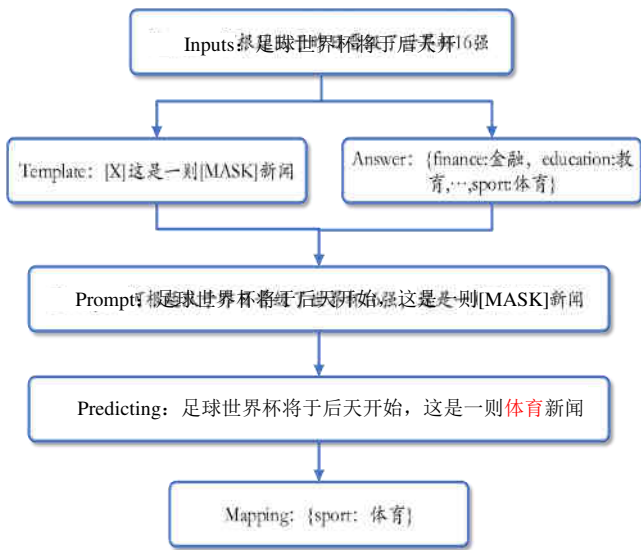 Inputs：足球世界杯将于后天开
Template：[X]这是一则[MASK]新闻
Answer：{finance:金融，education:教
育,…,sport:体育}
Prompt：足球世界杯将于后天开始，这是一则[MASK]新闻
Predicting：足球世界杯将于后天开始，这是一则体育新闻
Mapping：{sport：体育}